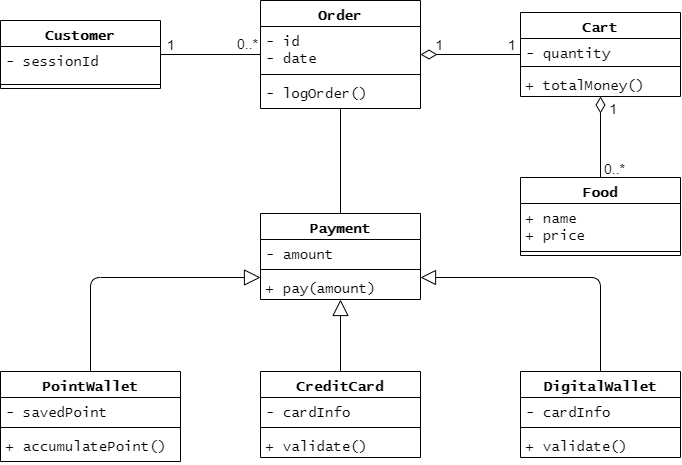 Customer
- sessionId
1
0..*
Order
- id
- date
- logOrder()
1
1
Cart
- quantity
+ totalMoney()
1
0..*
Food
+ name
+ price
Payment
- amount
+ pay(amount)
PointWallet
- savedPoint
+ accumulatePoint()
CreditCard
- cardInfo
+ validate()
DigitalWallet
- cardInfo
+ validate()